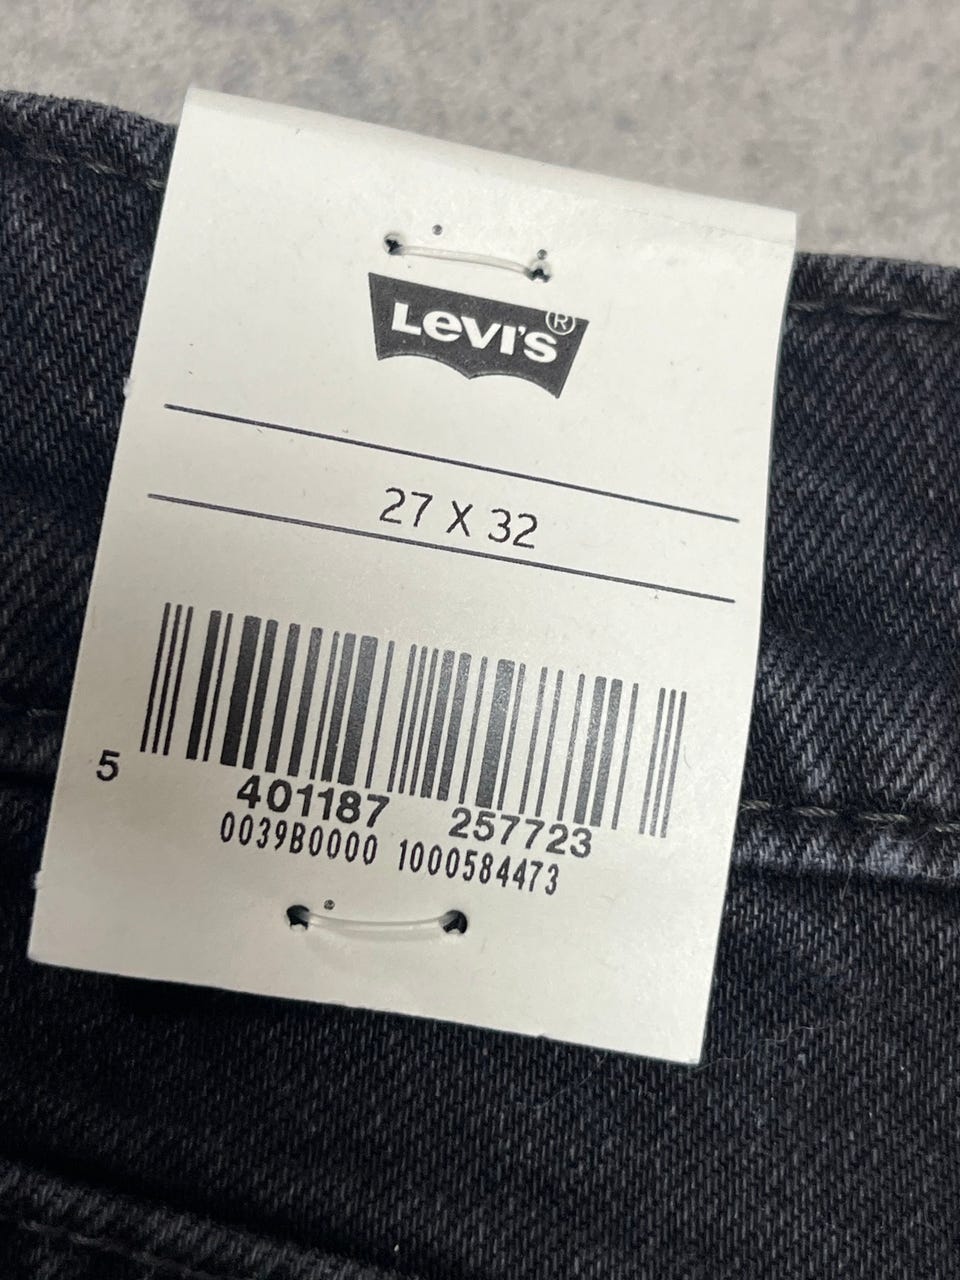 Levi's®
27 X 32
5 401187 257723
0039B0000 1000584473